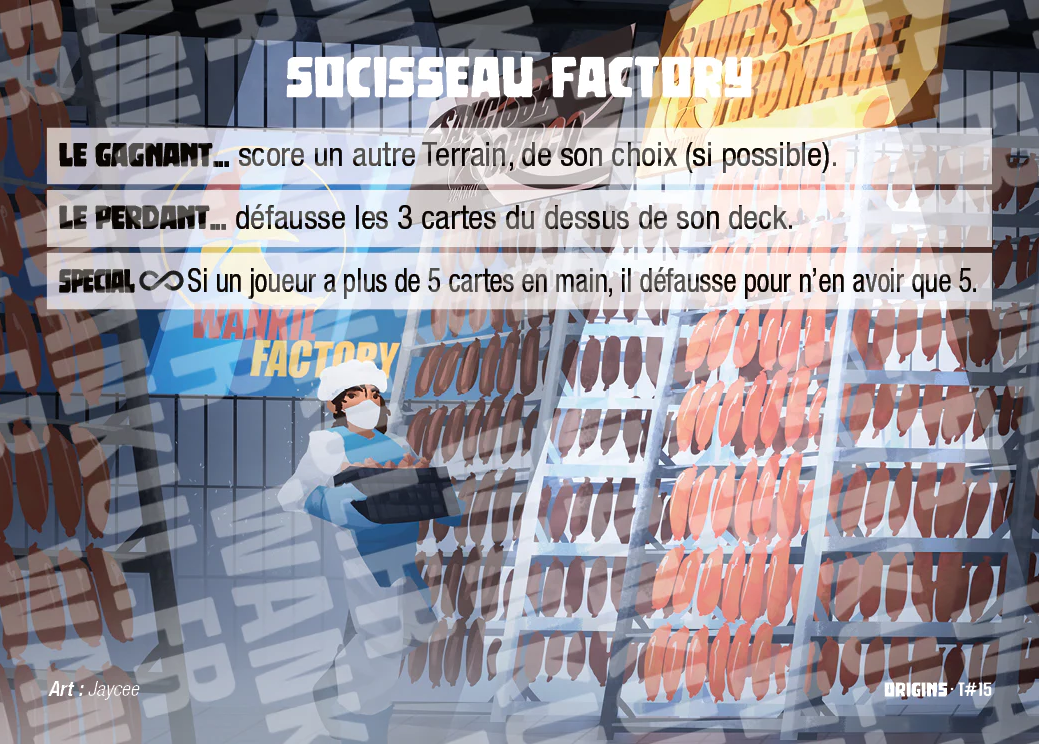 SOCISSEAU FACTORY
LE GAGNANT... score un autre Terrain, de son choix (si possible).
LE PERDANT... défausse les 3 cartes du dessus de son deck.
SPECIAL ∞ Si un joueur a plus de 5 cartes en main, il défausse pour n'en avoir que 5.
SAUCISSE
FROMAGE
SAUCISSE
WANKIL
FACTORY
Art : Jaycee
ORIGINS · T#15